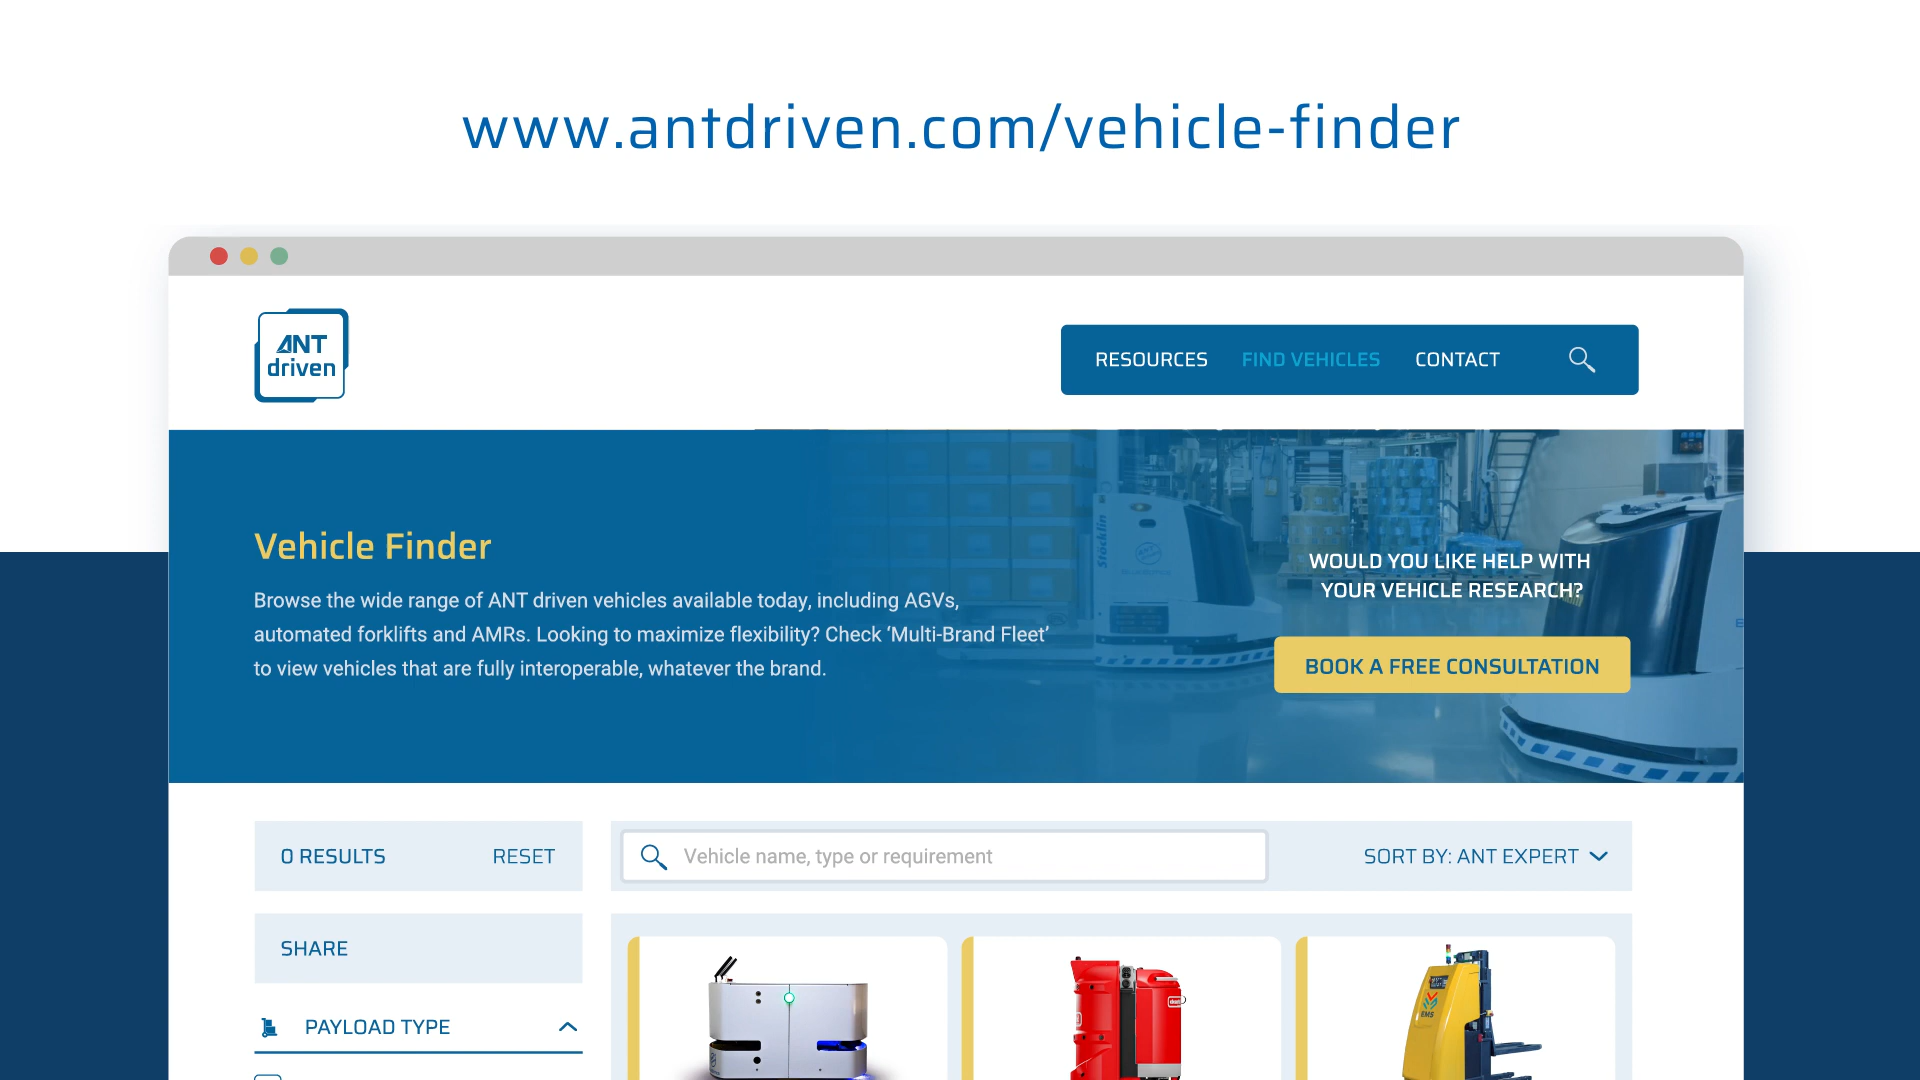 www.antdriven.com/vehicle-finder
ANT
driven
RESOURCES
FIND VEHICLES
CONTACT
Stöcklin
Vehicle Finder
Browse the wide range of ANT driven vehicles available today, including AGVs,
automated forklifts and AMRs. Looking to maximize flexibility? Check ‘Multi-Brand Fleet’
to view vehicles that are fully interoperable, whatever the brand.
WOULD YOU LIKE HELP WITH
YOUR VEHICLE RESEARCH?
BOOK A FREE CONSULTATION
0 RESULTS
RESET
Vehicle name, type or requirement
SORT BY: ANT EXPERT
SHARE
PAYLOAD TYPE
EMS